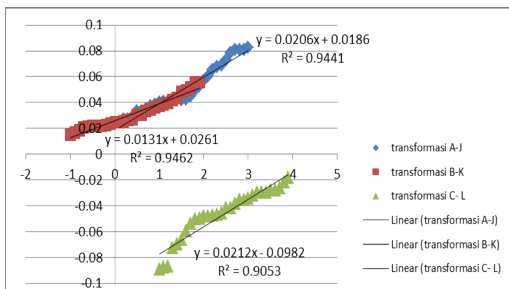 0.1
y = 0.0206x + 0.0186
R² = 0.9441
0.08
0.06
0.04
0.02
y = 0.0131x + 0.0261
R² = 0.9462
0
-2 -1 0 1 2 3 4 5
-0.02
-0.04
-0.06
-0.08
-0.1
y = 0.0212x - 0.0982
R² = 0.9053
transformasi A-J
transformasi B-K
transformasi C- L
Linear (transformasi A-J)
Linear (transformasi B-K)
Linear (transformasi C- L)